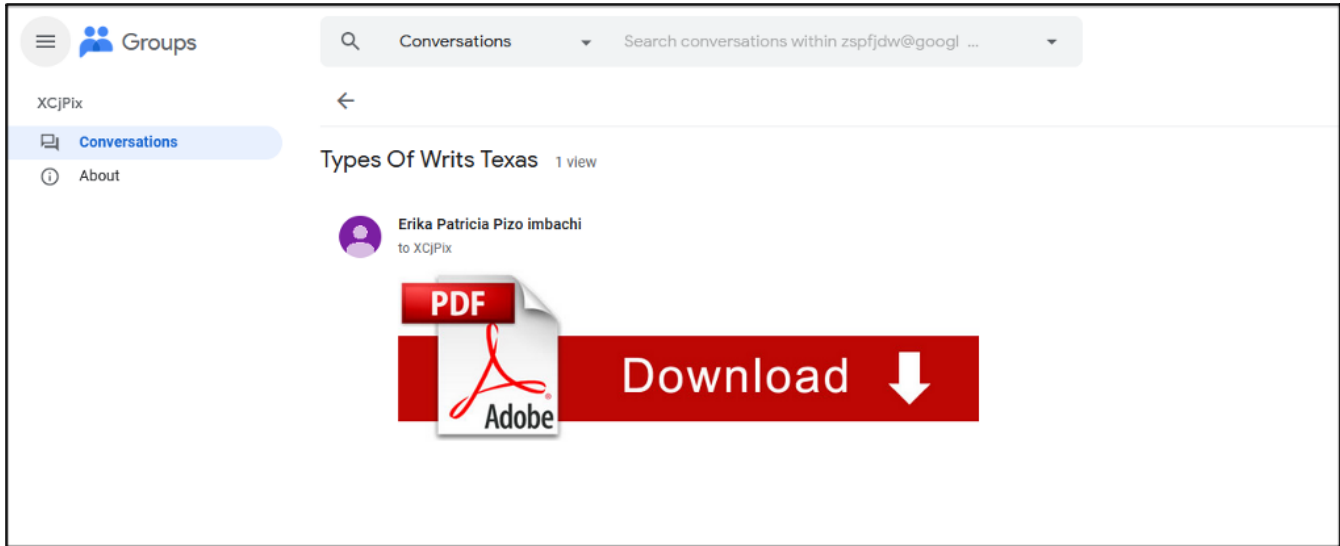 Groups
Conversations
Search conversations within zspfjdw@googl ...
XCjPix
Conversations
About
Types Of Writs Texas 1 view
Erika Patricia Pizo imbachi
to XCjPix
PDF
Download
Adobe